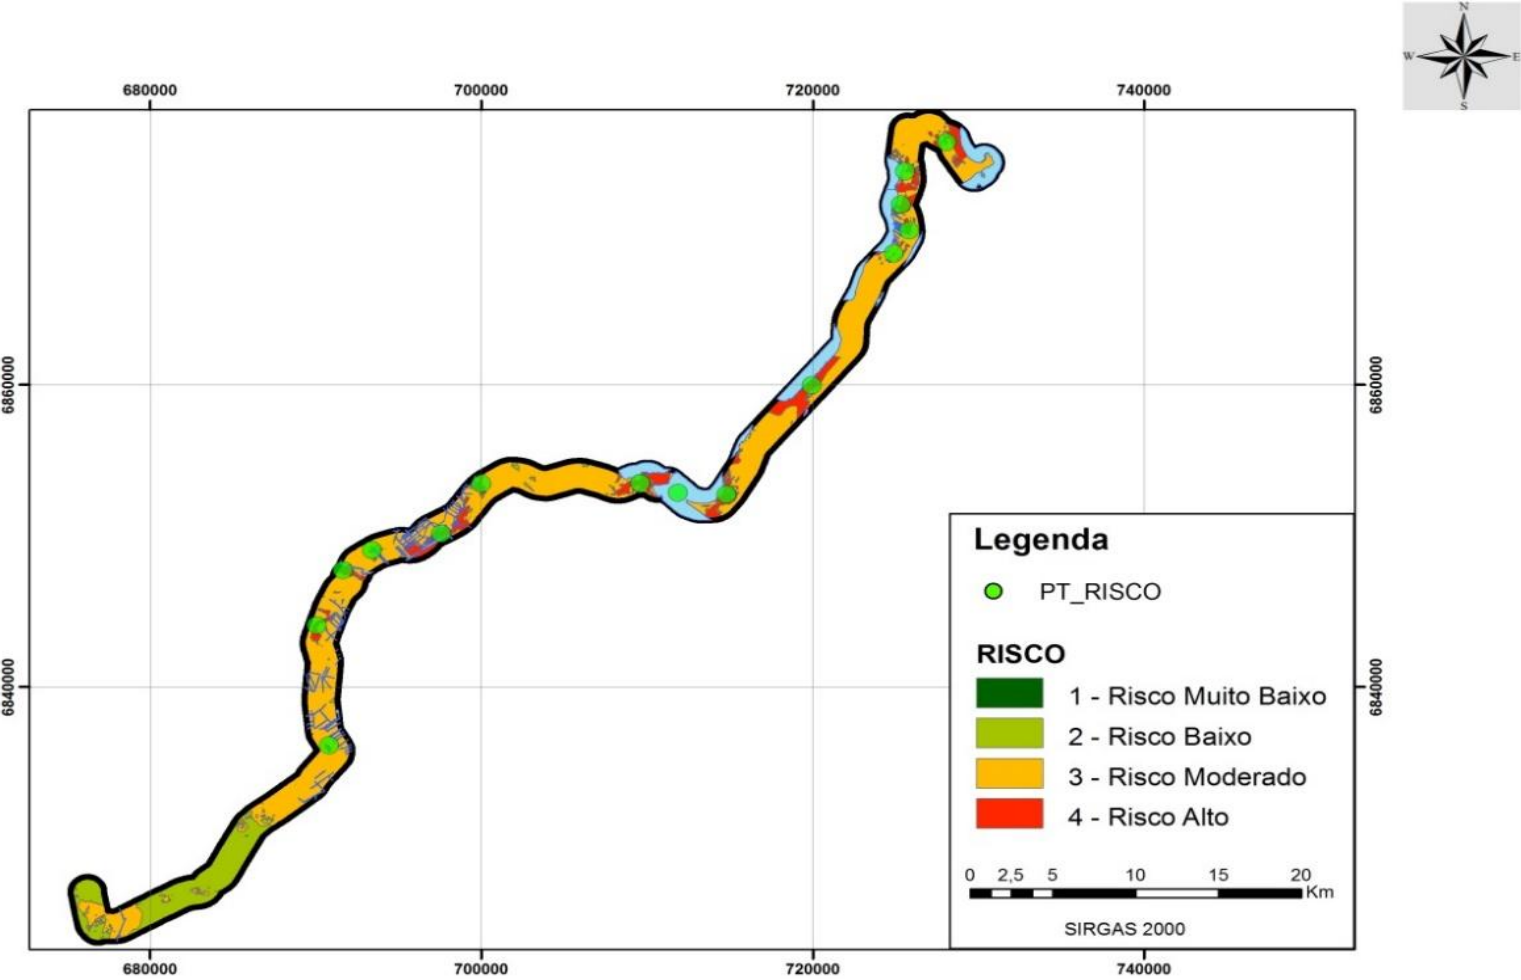 N
W E
S
680000 700000 720000 740000
6860000 6860000
Legenda
PT_RISCO
RISCO
6840000 6840000
1 - Risco Muito Baixo
2 - Risco Baixo
3 - Risco Moderado
4 - Risco Alto
0 2,5 5 10 15 20
Km
SIRGAS 2000
680000 700000 720000 740000